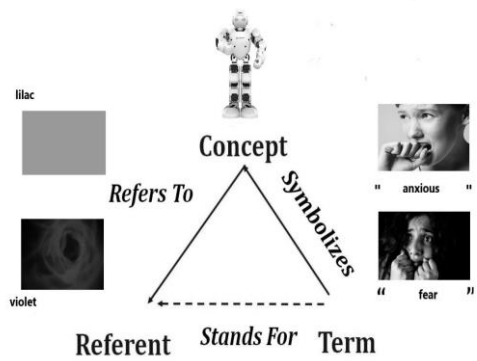 lilac
Concept
Refers To
Symbolizes
" anxious "
violet
“ fear ”
Referent
Stands For
Term